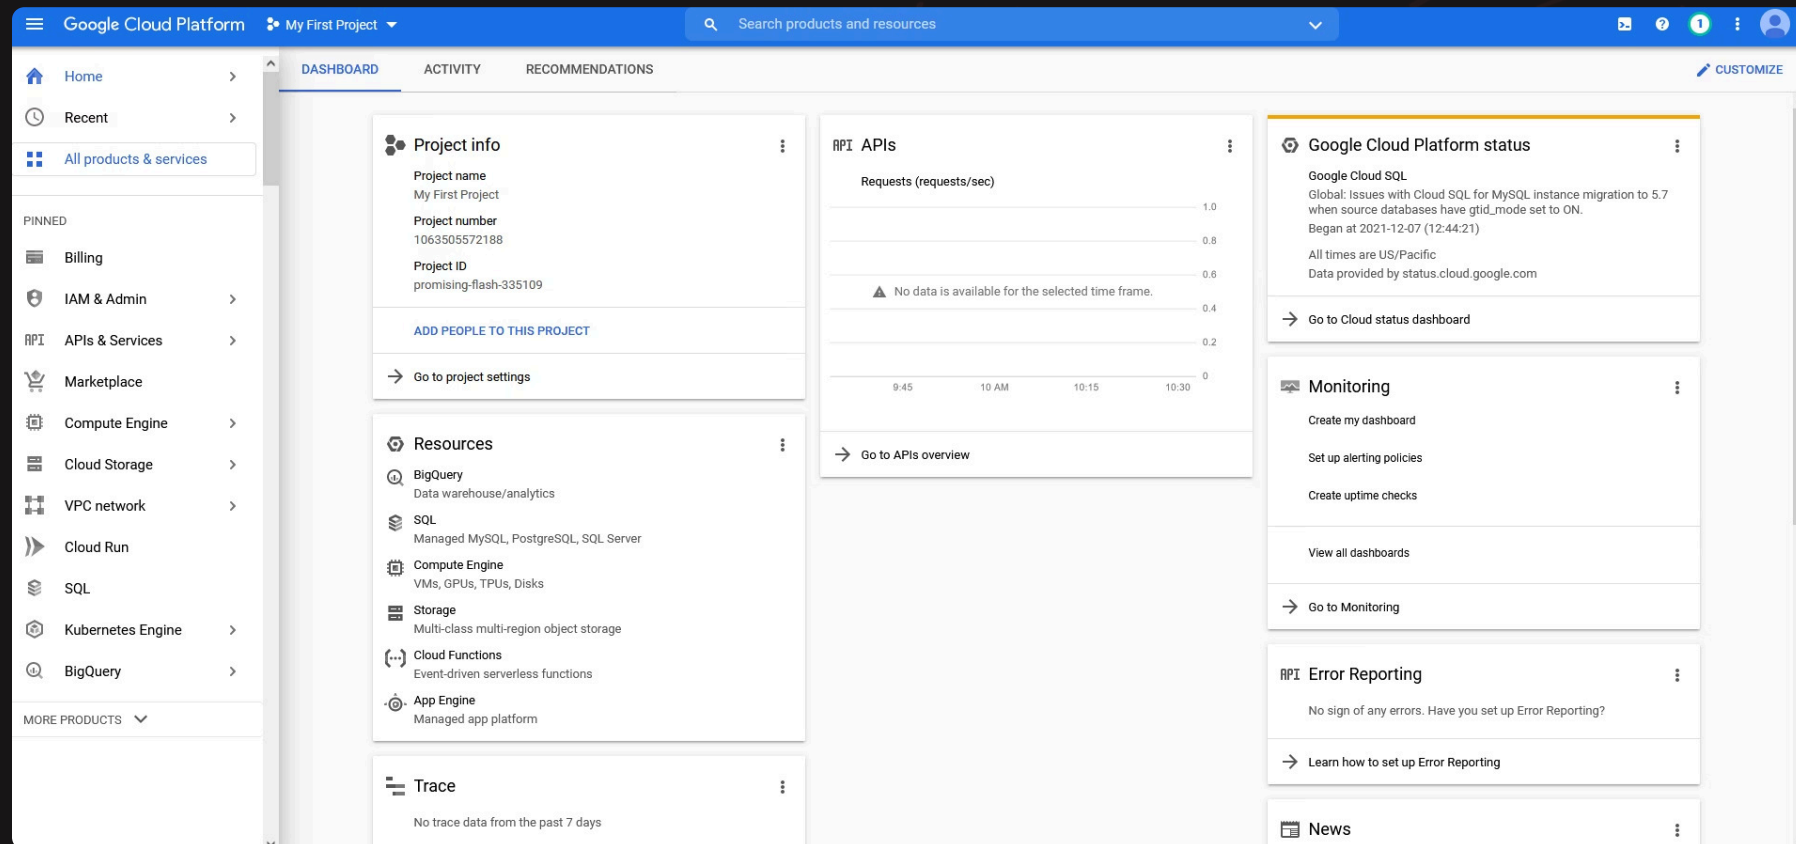 Google Cloud Platform
My First Project
Search products and resources
1
Home
Recent
All products & services
PINNED
Billing
IAM & Admin
API APIs & Services
Marketplace
Compute Engine
Cloud Storage
VPC network
Cloud Run
SQL
Kubernetes Engine
BigQuery
MORE PRODUCTS
DASHBOARD
ACTIVITY
RECOMMENDATIONS
CUSTOMIZE
Project info
Project name
My First Project
Project number
1063505572188
Project ID
promising-flash-335109
ADD PEOPLE TO THIS PROJECT
Go to project settings
Resources
BigQuery
Data warehouse/analytics
SQL
Managed MySQL, PostgreSQL, SQL Server
Compute Engine
VMs, GPUs, TPUs, Disks
Storage
Multi-class multi-region object storage
Cloud Functions
Event-driven serverless functions
App Engine
Managed app platform
Trace
No trace data from the past 7 days
API APIs
Requests (requests/sec)
1.0
0.8
0.6
No data is available for the selected time frame.
0.4
0.2
0
9:45 10 AM 10:15 10:30
Go to APIs overview
Google Cloud Platform status
Google Cloud SQL
Global: Issues with Cloud SQL for MySQL instance migration to 5.7
when source databases have gtid_mode set to ON.
Began at 2021-12-07 (12:44:21)
All times are US/Pacific
Data provided by status.cloud.google.com
Go to Cloud status dashboard
Monitoring
Create my dashboard
Set up alerting policies
Create uptime checks
View all dashboards
Go to Monitoring
API Error Reporting
No sign of any errors. Have you set up Error Reporting?
Learn how to set up Error Reporting
News